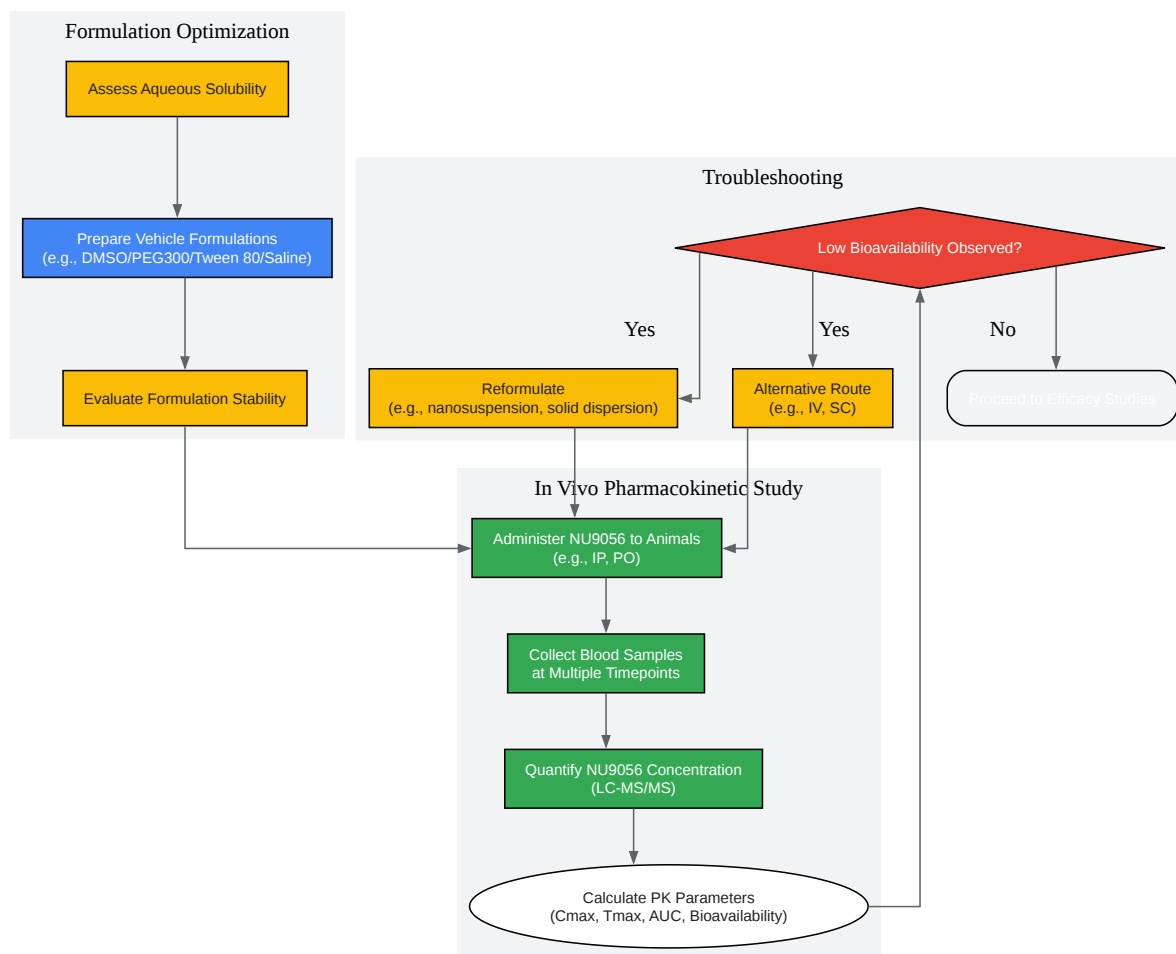 Formulation Optimization
Assess Aqueous Solubility
Prepare Vehicle Formulations
(e.g., DMSO/PEG300/Tween 80/Saline)
Evaluate Formulation Stability
Troubleshooting
Low Bioavailability Observed?
Yes
Yes
No
Reformulate
(e.g., nanosuspension, solid dispersion)
Alternative Route
(e.g., IV, SC)
Proceed to Efficacy Studies
In Vivo Pharmacokinetic Study
Administer NU9056 to Animals
(e.g., IP, PO)
Collect Blood Samples
at Multiple Timepoints
Quantify NU9056 Concentration
(LC-MS/MS)
Calculate PK Parameters
(Cmax, Tmax, AUC, Bioavailability)